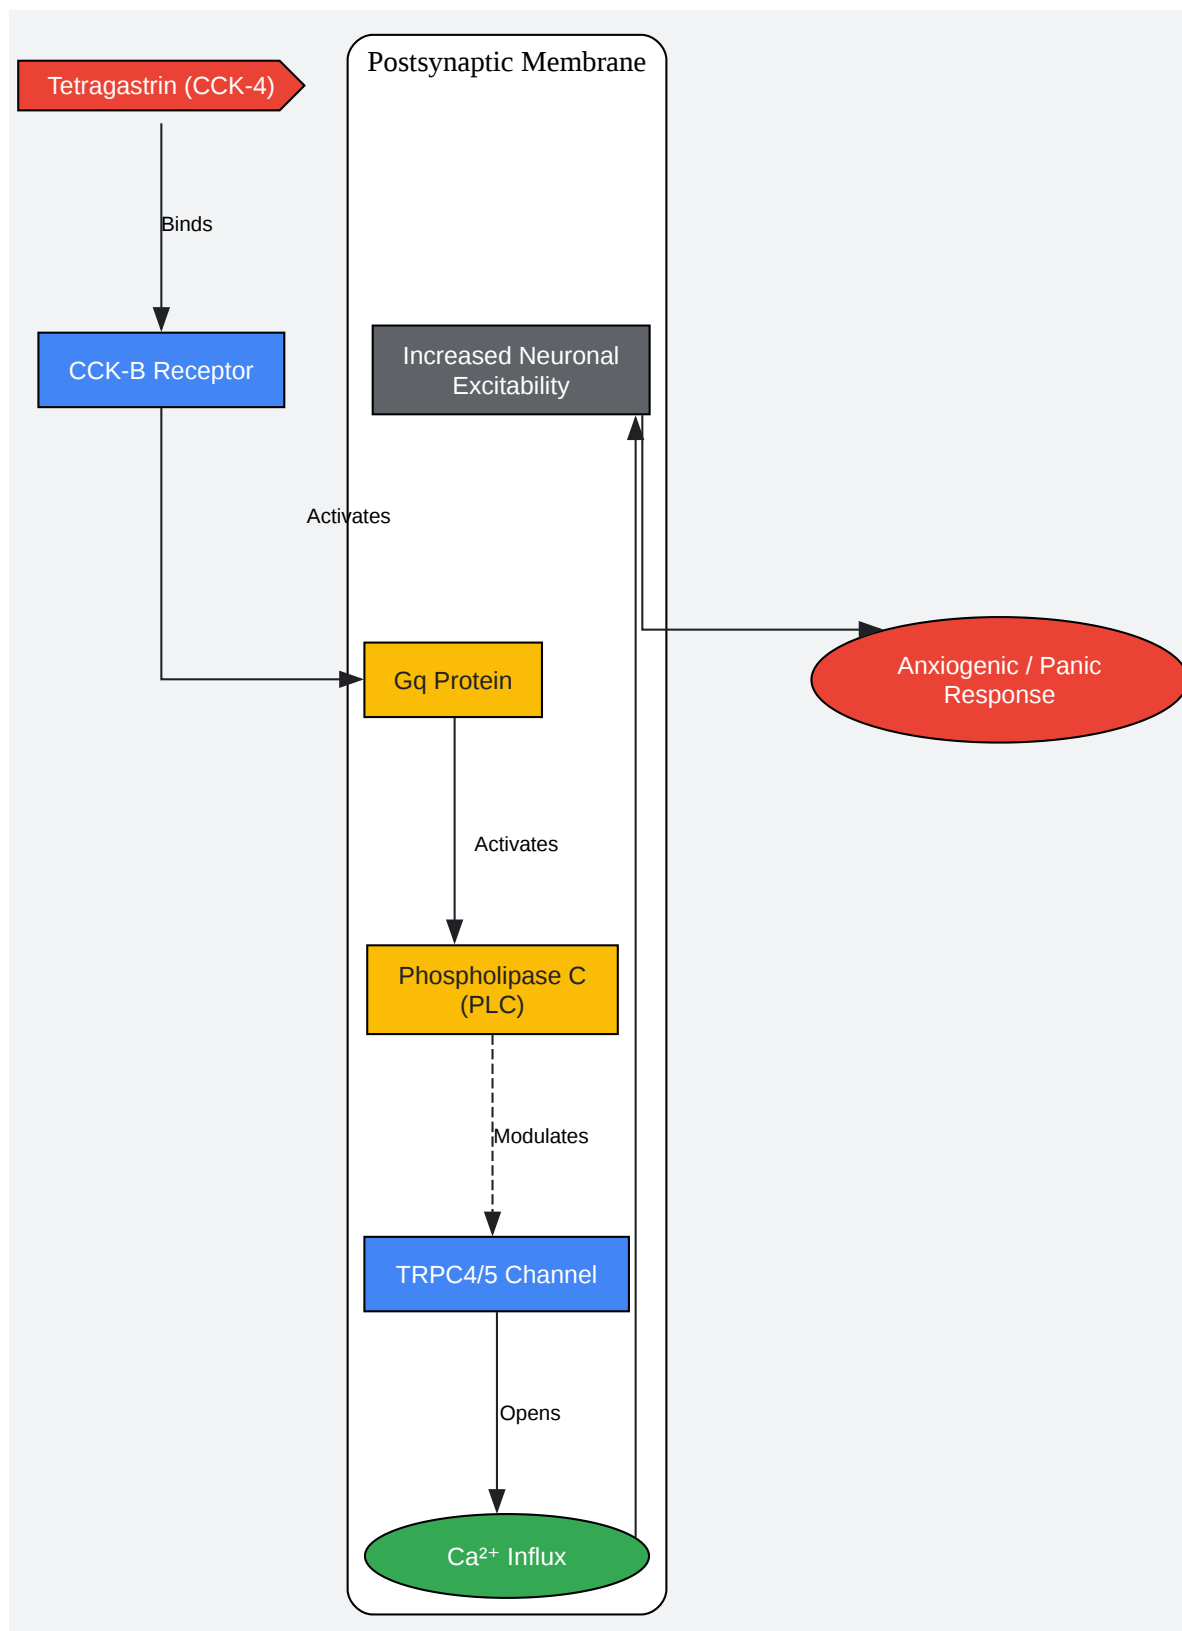 Postsynaptic Membrane
Tetragastrin (CCK-4)
Binds
CCK-B Receptor
Increased Neuronal
Excitability
Activates
Gq Protein
Anxiogenic / Panic
Response
Activates
Phospholipase C
(PLC)
Modulates
TRPC4/5 Channel
Opens
Ca²⁺ Influx